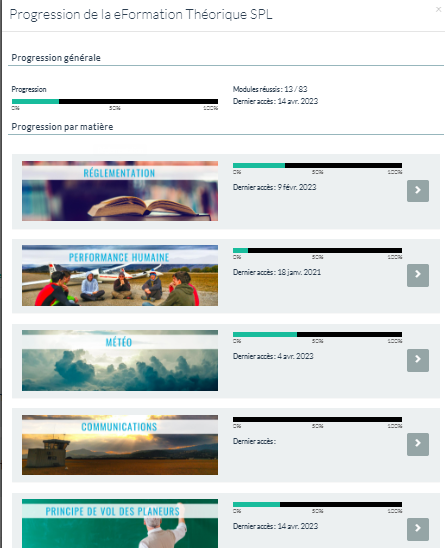 Progression de la eFormation Théorique SPL
×
Progression générale
Progression
Modules réussis : 13 / 83
0% 50% 100%
Dernier accès : 14 avr. 2023
Progression par matière
RÉGLEMENTATION
0% 50% 100%
Dernier accès : 9 févr. 2023
PERFORMANCE HUMAINE
0% 50% 100%
Dernier accès : 18 janv. 2021
MÉTÉO
0% 50% 100%
Dernier accès : 4 avr. 2023
COMMUNICATIONS
0% 50% 100%
Dernier accès :
PRINCIPE DE VOL DES PLANEURS
0% 50% 100%
Dernier accès : 14 avr. 2023